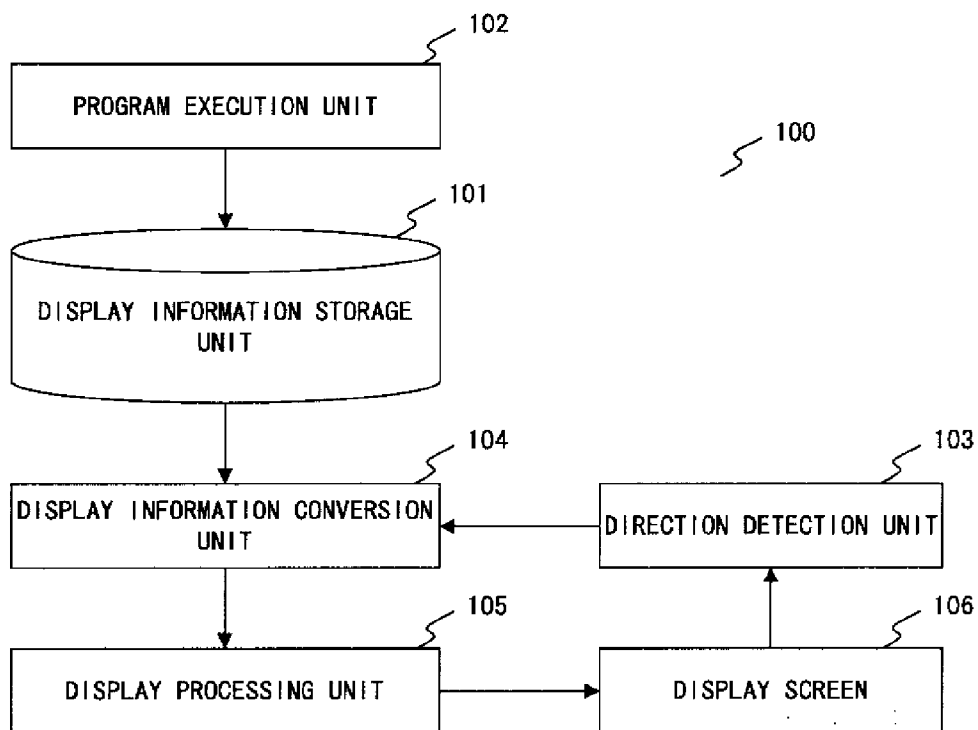 102
PROGRAM EXECUTION UNIT
100
101
DISPLAY INFORMATION STORAGE
UNIT
104
DISPLAY INFORMATION CONVERSION
UNIT
103
DIRECTION DETECTION UNIT
105
DISPLAY PROCESSING UNIT
106
DISPLAY SCREEN